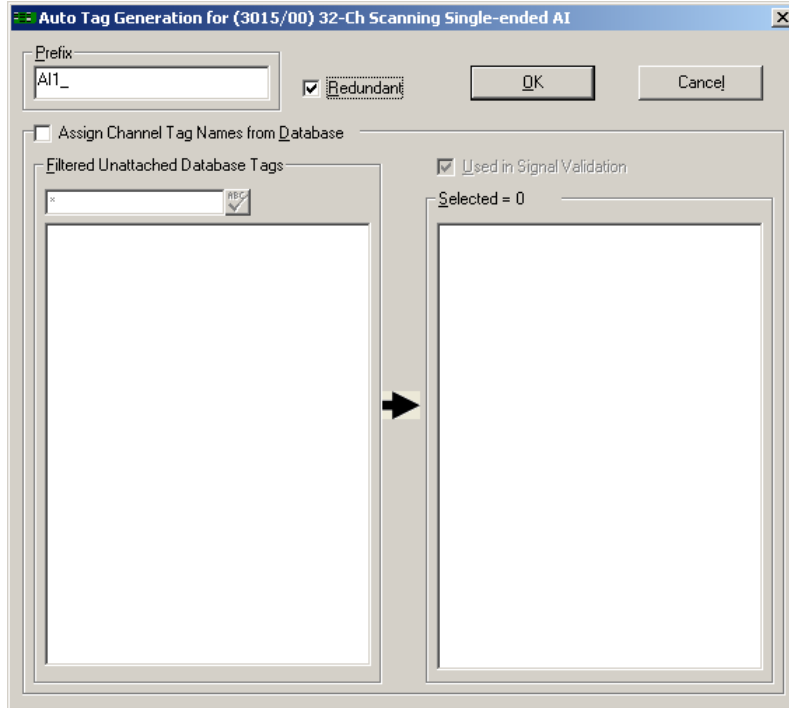 Auto Tag Generation for (3015/00) 32-Ch Scanning Single-ended AI
Prefix
AI1_
Redundant
OK
Cancel
Assign Channel Tag Names from Database
Filtered Unattached Database Tags
Used in Signal Validation
*
ABC
Selected = 0